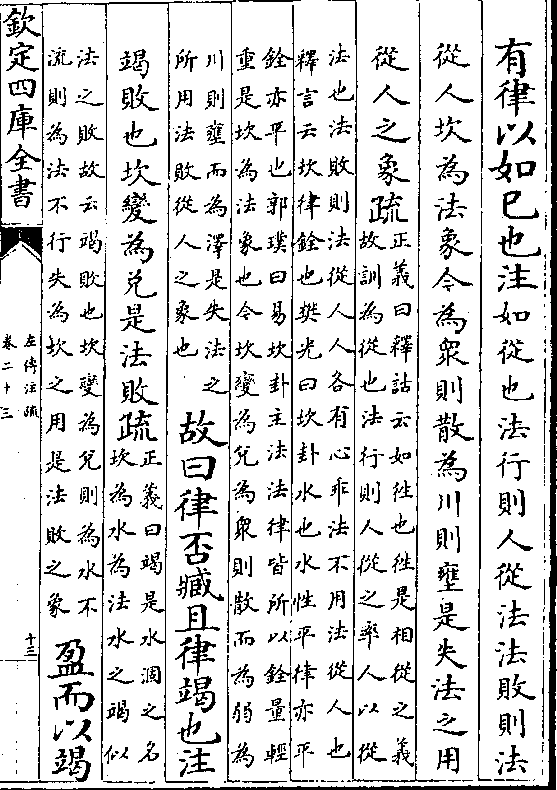 有律以如已也注如從也法行則人從法法敗則法
從人坎為法象今為衆則散為川則壅是失法之用
從人之象疏正義曰釋詁云如往也往是相從之義
故訓為從也法行則人從之率人以從
法也法敗則法從人人各有心乖法不用法從人也
釋言云坎律銓也樊光曰坎卦水也水性平律亦平
銓亦平也郭璞曰易坎卦主法法律皆所以銓量輕
重是坎為法象也今坎變為兌為衆則散而為弱為
川則壅而為澤是失法之
所用法敗從人之象也
故曰律否臧且律竭也注
竭敗也坎變為兌是法敗疏正義曰竭是水涸之名
坎為水為法水之竭似
法之敗故云竭敗也坎變為兌則為水不
流則為法不行失為坎之用是法敗之象
盈而以竭
欽定四庫全書
左傳注疏
卷二十三
十三